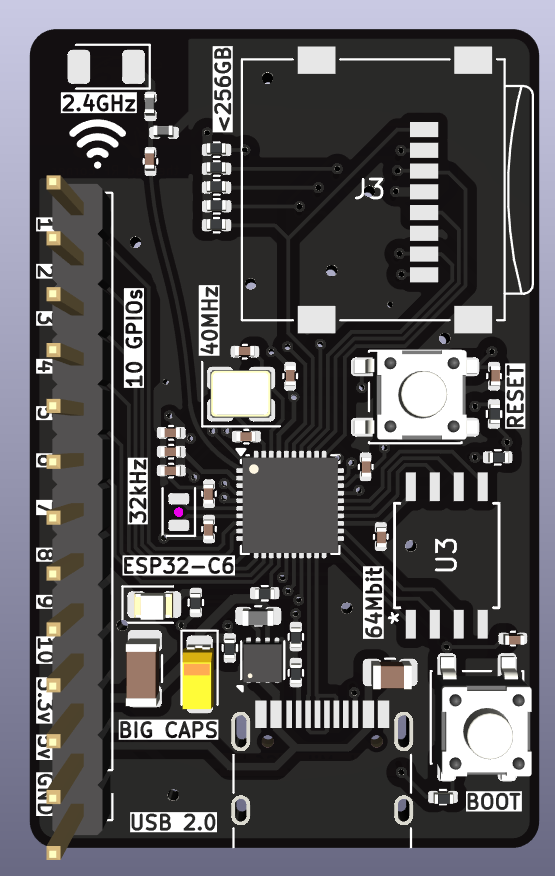 2.4GHz
<256GB
J3
1
2
3
4
5
6
7
8
9
10
3.3V
5V
GND
10 GPIOs
40MHz
RESET
32kHz
ESP32-C6
U3
64Mbit
*
BIG CAPS
USB 2.0
BOOT